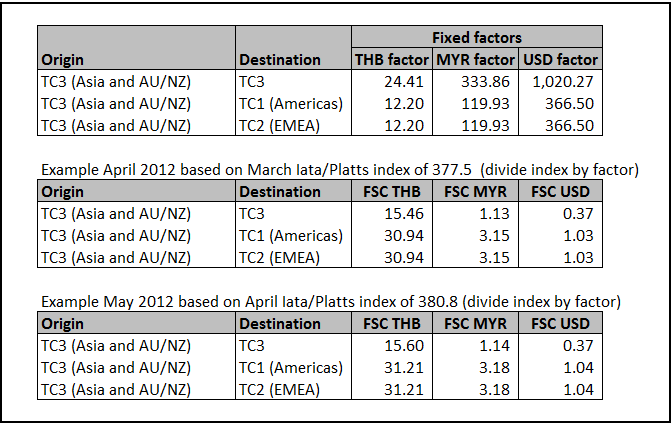 Fixed factors
Origin Destination THB factor MYR factor USD factor
TC3 (Asia and AU/NZ) TC3 24.41 333.86 1,020.27
TC3 (Asia and AU/NZ) TC1 (Americas) 12.20 119.93 366.50
TC3 (Asia and AU/NZ) TC2 (EMEA) 12.20 119.93 366.50
Example April 2012 based on March Iata/Platts index of 377.5 (divide index by factor)
Origin Destination FSC THB FSC MYR FSC USD
TC3 (Asia and AU/NZ) TC3 15.46 1.13 0.37
TC3 (Asia and AU/NZ) TC1 (Americas) 30.94 3.15 1.03
TC3 (Asia and AU/NZ) TC2 (EMEA) 30.94 3.15 1.03
Example May 2012 based on April Iata/Platts index of 380.8 (divide index by factor)
Origin Destination FSC THB FSC MYR FSC USD
TC3 (Asia and AU/NZ) TC3 15.60 1.14 0.37
TC3 (Asia and AU/NZ) TC1 (Americas) 31.21 3.18 1.04
TC3 (Asia and AU/NZ) TC2 (EMEA) 31.21 3.18 1.04